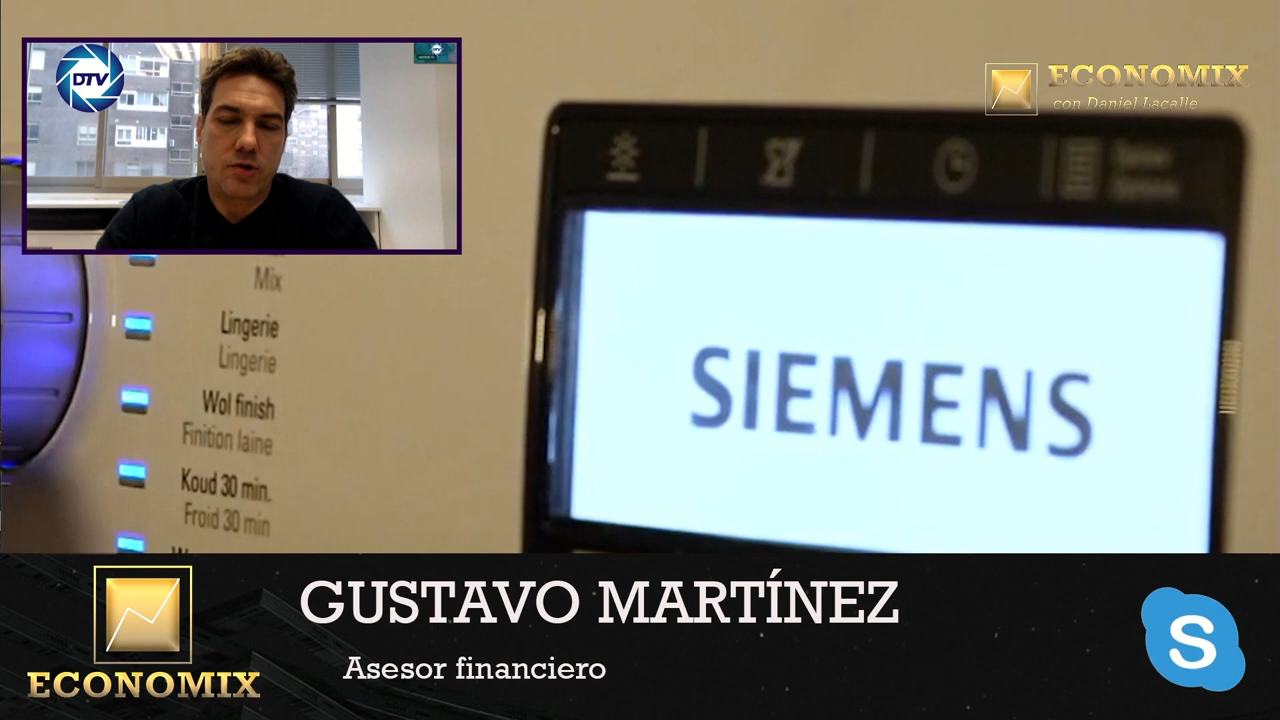 DTV
ECONOMIX
con Daniel Lacalle
Mix
Lingerie
Lingerie
Wol finish
Finition laine
Koud 30 min.
Froid 30 min
SIEMENS
GUSTAVO MARTÍNEZ
Asesor financiero
ECONOMIX
S